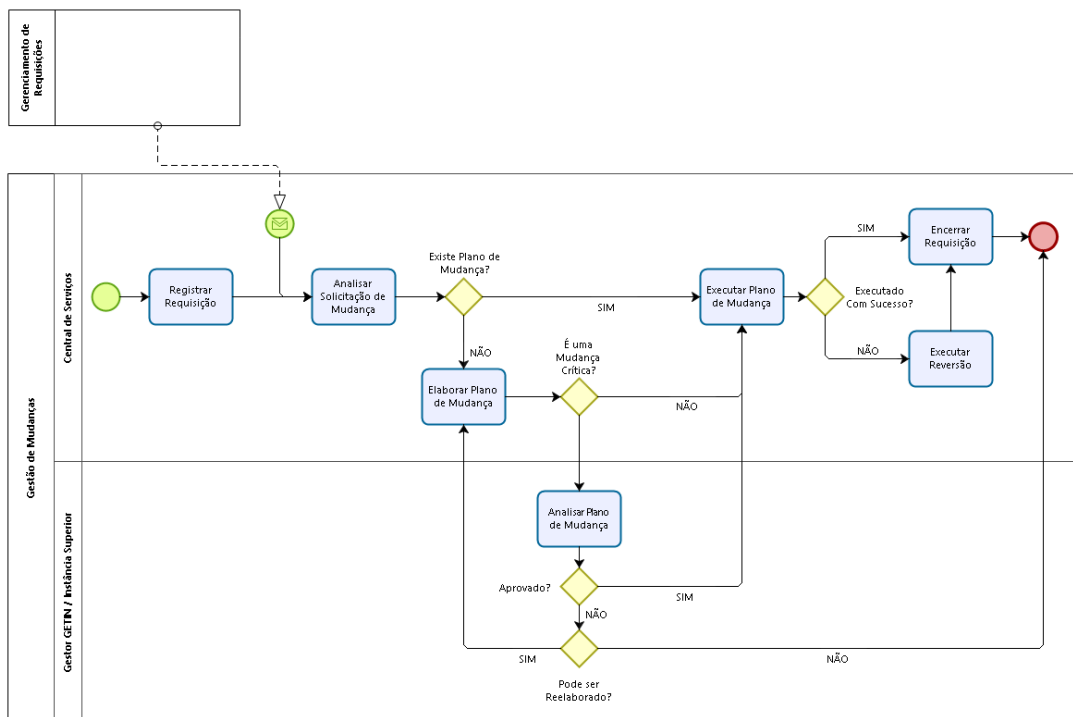 Gerenciamento de
Requisições
Gestão de Mudanças
Central de Serviços
Registrar
Requisição
Analisar
Solicitação de
Mudança
Existe Plano de
Mudança?
SIM
NÃO
Elaborar Plano
de Mudança
É uma
Mudança
Crítica?
NÃO
Executar Plano
de Mudança
Executado
Com Sucesso?
SIM
NÃO
Encerrar
Requisição
Executar
Reversão
Gestor GETIN / Instância Superior
Analisar Plano
de Mudança
Aprovado?
SIM
NÃO
Pode ser
Reelaborado?
SIM
NÃO